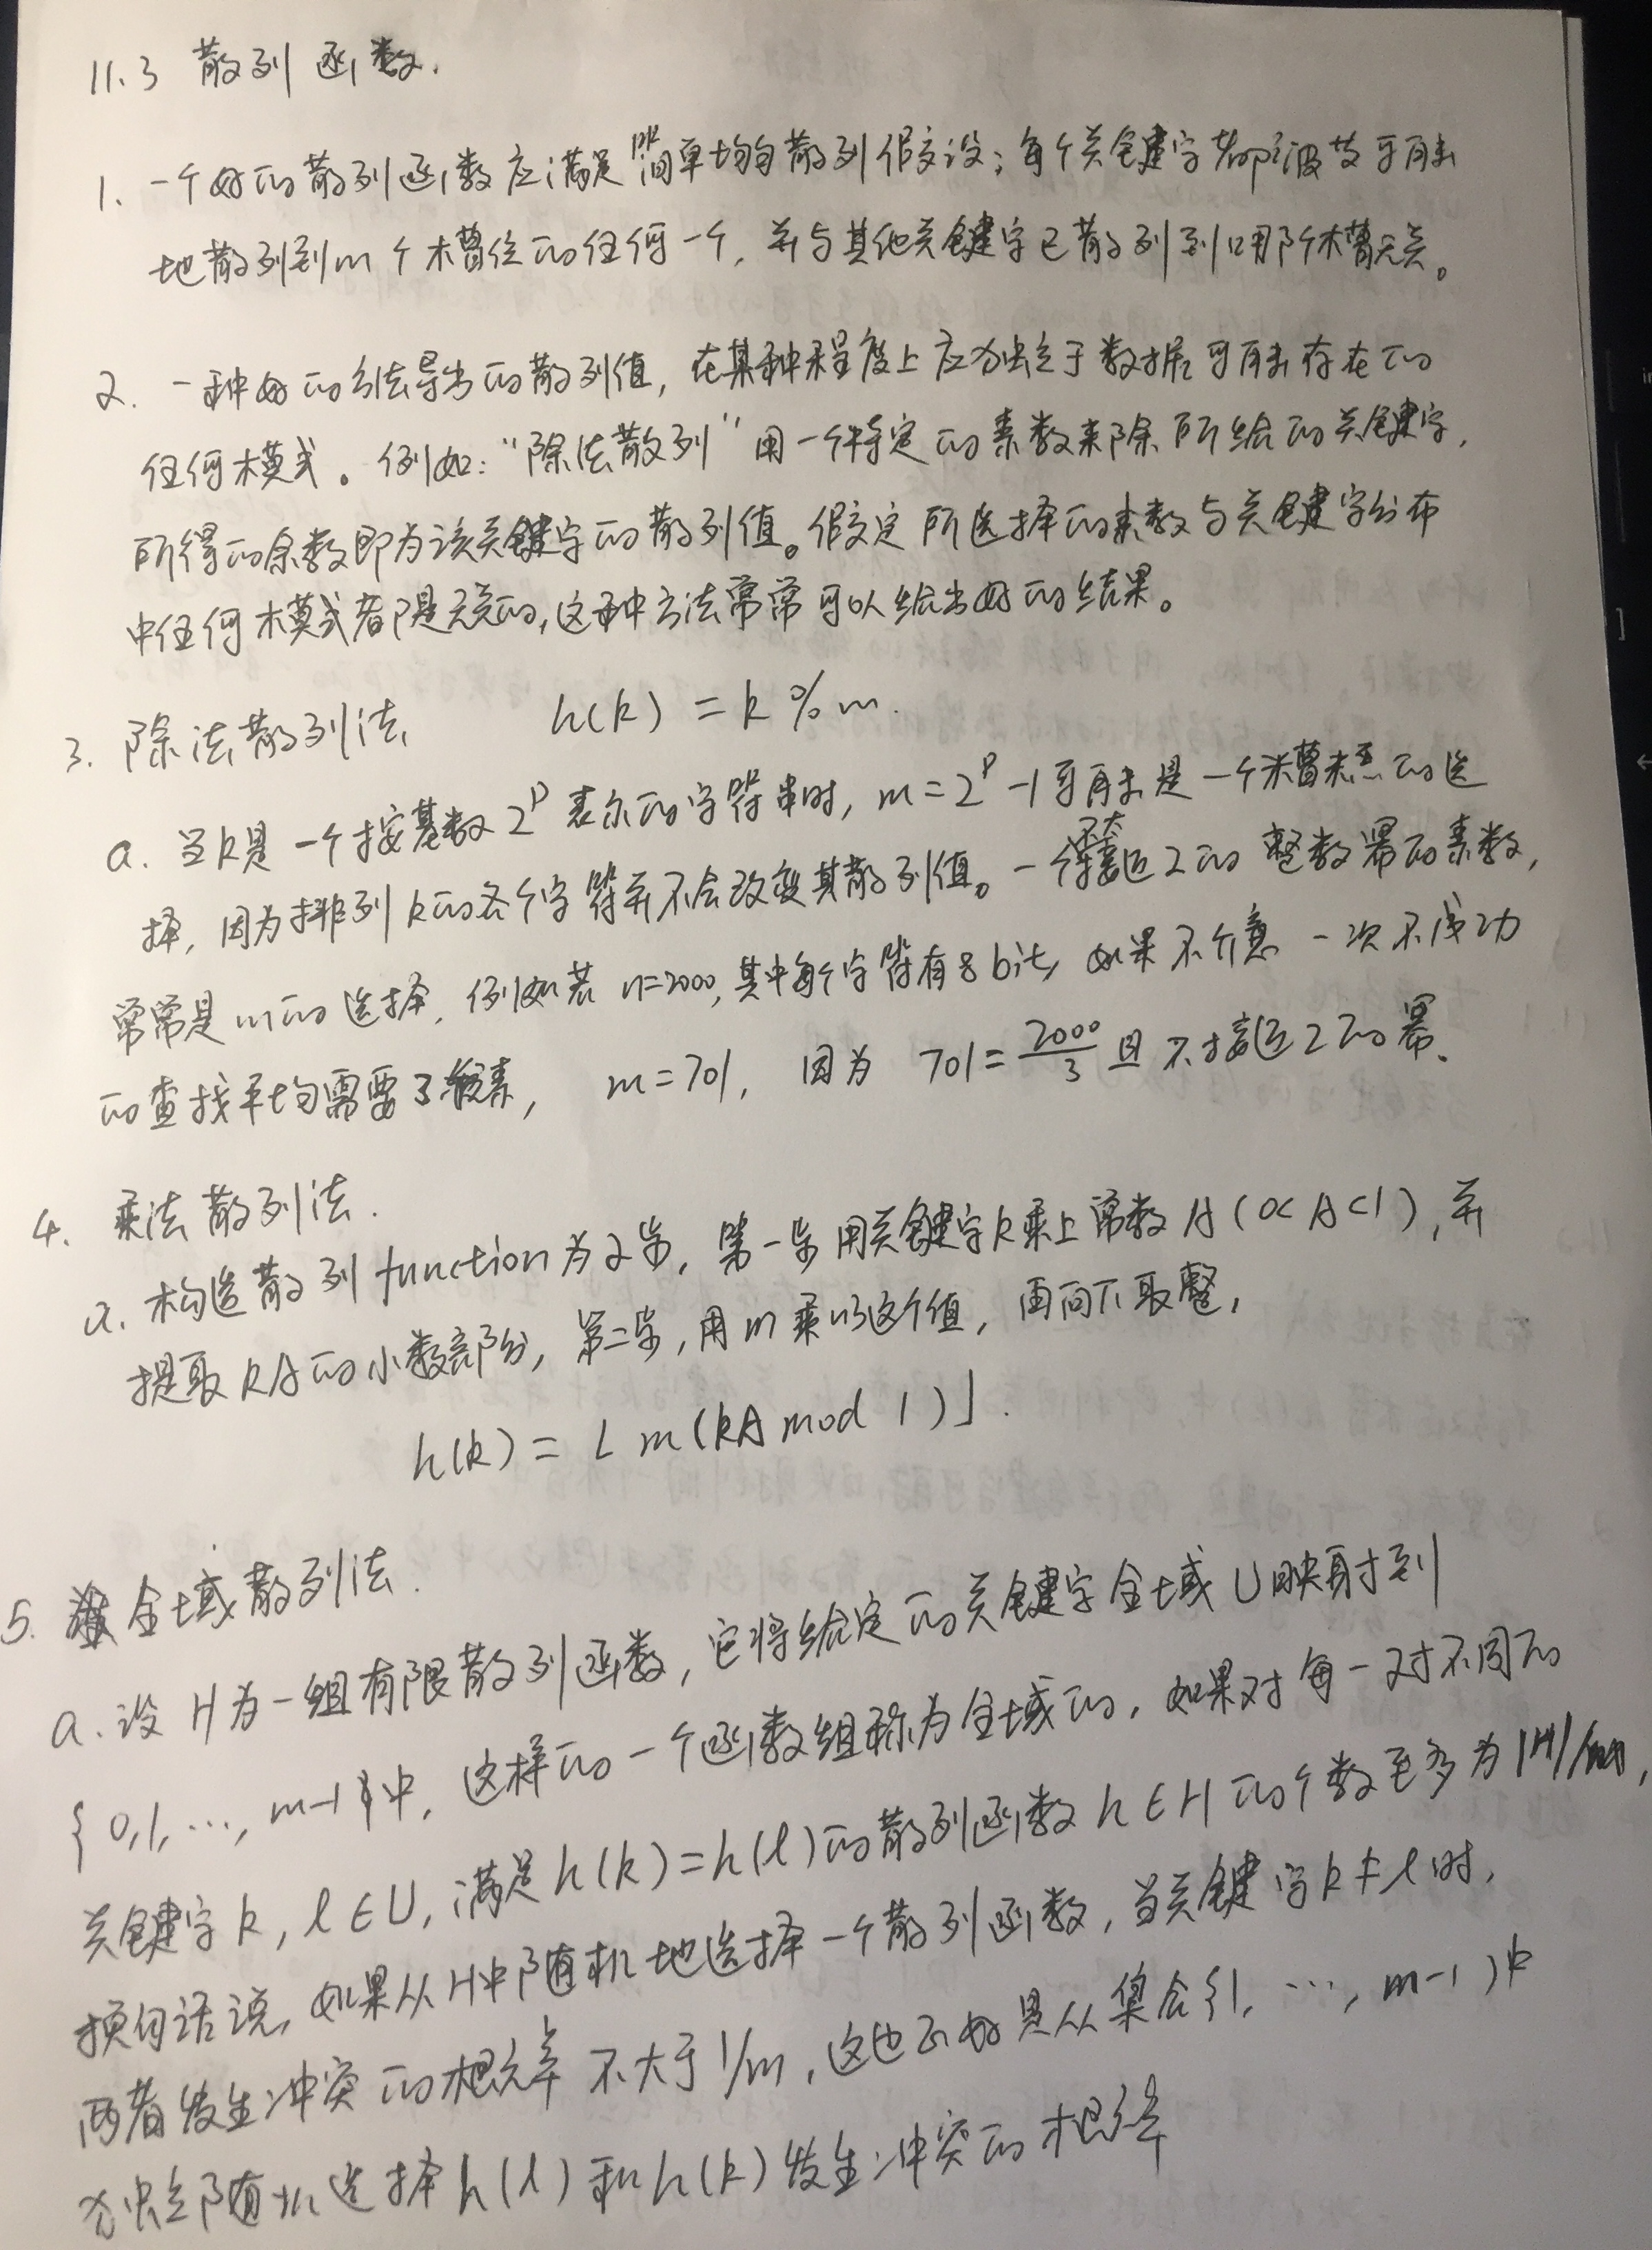 11.3 散列函数.
1. 一个好的散列函数应满足简单均匀散列假设;每个关键字都被等可能
地散列到m个槽位的任何一个,并与其他关键字已散列到哪个槽无关。
2. 一种好的方法导出的散列值,在某种程度上应为独立于数据可能存在的
任何模式。例如:“除法散列”用一个特定的素数来除所给的关键字,
所得的余数即为该关键字的散列值。假定所选择的素数与关键字分布
中任何模式都是无关的,这种方法常常可以给出好的结果。
3. 除法散列法 h(k) = k % m.
a. 当k是一个按基数2^p表示的字符串时, m=2^p-1可能是一个糟糕的选
择,因为排列k的各个字符并不会改变其散列值。一个不太接近2的整数幂的素数,
常常是m的选择,例如若 n=2000,其中每个字符有8bit,如果不介意一次不成功
的查找平均需要3个元素, m=701, 因为 701=2000/3 且不接近2的幂.
4. 乘法散列法.
a. 构造散列function为2步,第一步用关键字k乘上常数A(0<A<1),并
提取kA的小数部分,第二步,用m乘以这个值,再向下取整,
h(k) = ⌊m(kA mod 1)⌋.
5. 全域散列法.
a. 设H为一组有限散列函数,它将给定的关键字全域U映射到
{0,1,…,m-1}中,这样的一个函数组称为全域的,如果对每一对不同的
关键字k,l∈U,满足h(k)=h(l)的散列函数h∈H的个数至多为|H|/m,
换句话说,如果从H中随机地选择一个散列函数,当关键字k≠l时,
两者发生冲突的概率不大于1/m,这也正好是从集合{1,…,m-1}中
独立随机选择h(l)和h(k)发生冲突的概率